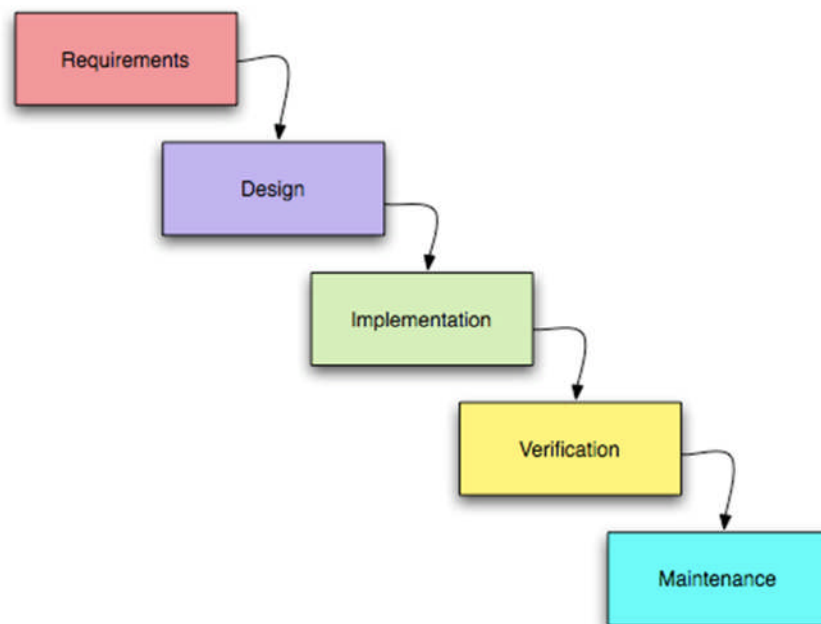 Requirements
Design
Implementation
Verification
Maintenance